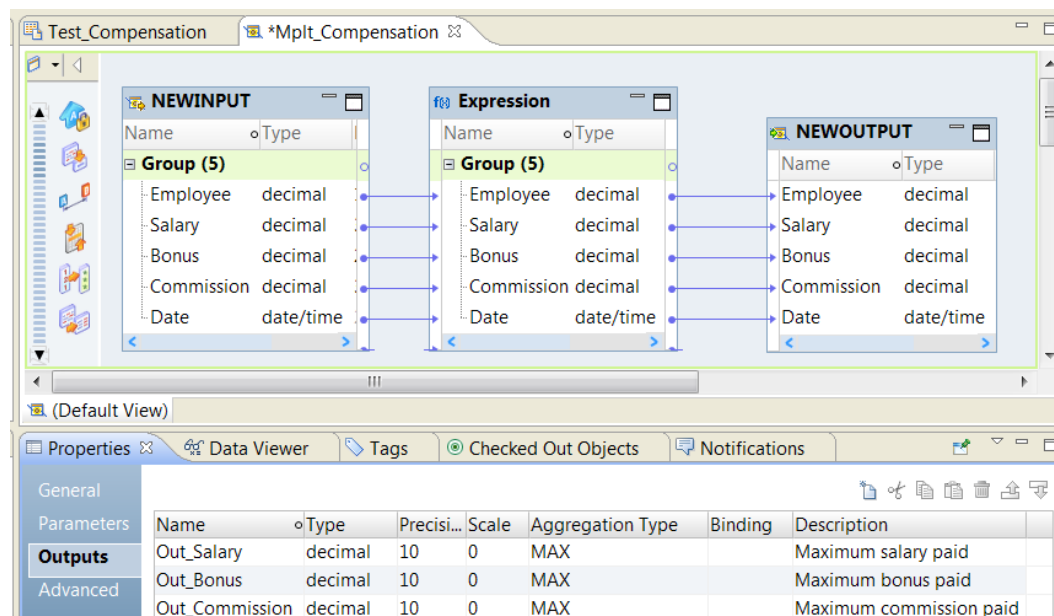 Test_Compensation *Mplt_Compensation
NEWINPUT
Name Type
Group (5)
Employee decimal
Salary decimal
Bonus decimal
Commission decimal
Date date/time
f(x) Expression
Name Type
Group (5)
Employee decimal
Salary decimal
Bonus decimal
Commission decimal
Date date/time
NEWOUTPUT
Name Type
Employee decimal
Salary decimal
Bonus decimal
Commission decimal
Date date/time
(Default View)
Properties Data Viewer Tags Checked Out Objects Notifications
General
Parameters
Outputs
Advanced
Name Type Precisi... Scale Aggregation Type Binding Description
Out_Salary decimal 10 0 MAX Maximum salary paid
Out_Bonus decimal 10 0 MAX Maximum bonus paid
Out_Commission decimal 10 0 MAX Maximum commission paid